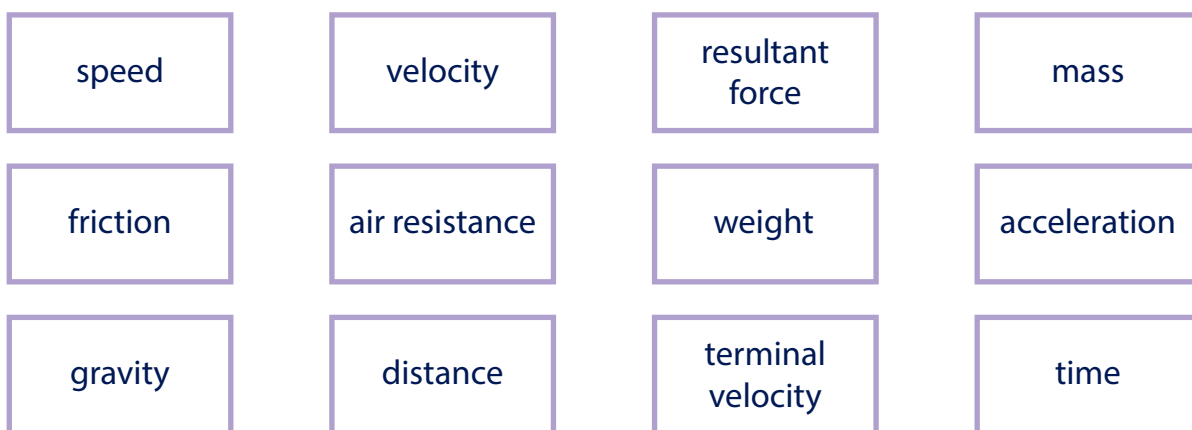 speed
velocity
resultant
force
mass
friction
air resistance
weight
acceleration
gravity
distance
terminal
velocity
time